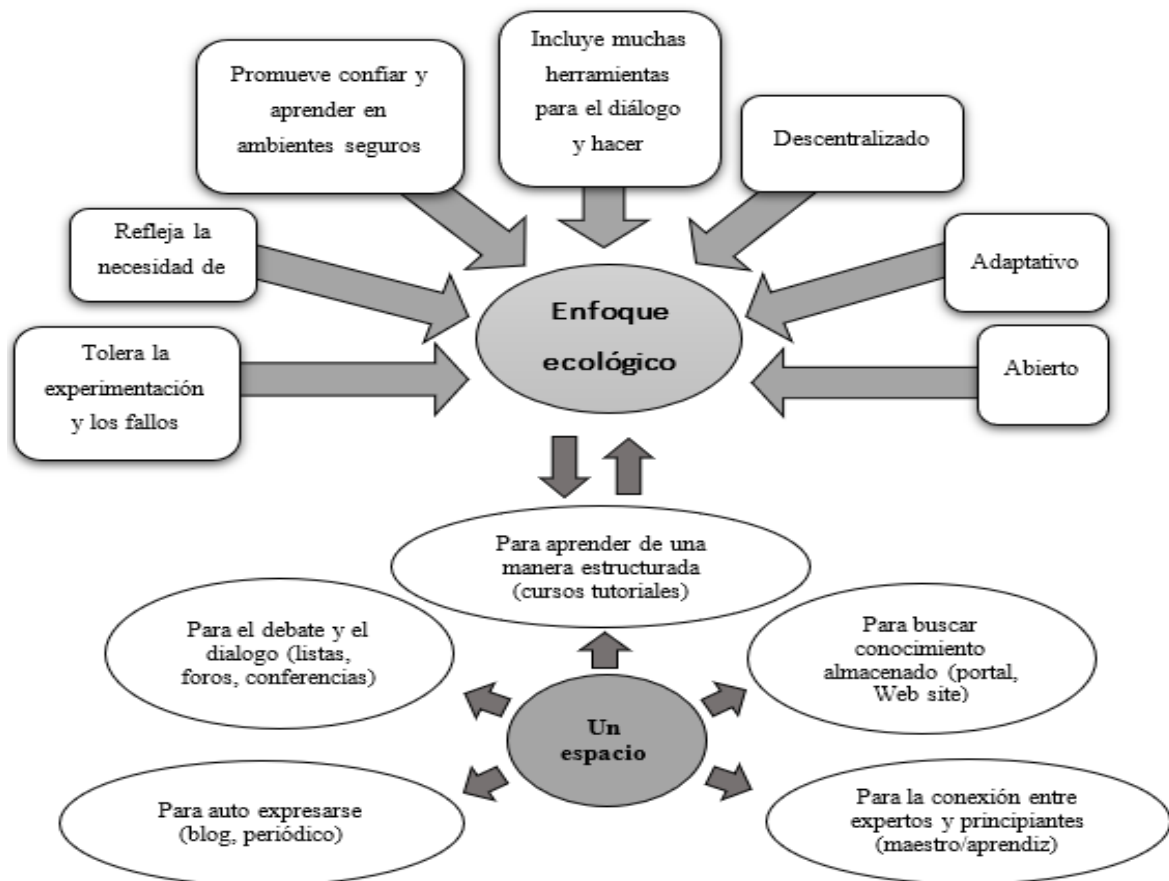 Promueve confiar y
aprender en
ambientes seguros
Incluye muchas
herramientas
para el diálogo
y hacer
Descentralizado
Refleja la
necesidad de
Adaptativo
Tolera la
experimentación
y los fallos
Abierto
Enfoque
ecológico
Para aprender de una
manera estructurada
(cursos tutoriales)
Para el debate y el
dialogo (listas,
foros, conferencias)
Para buscar
conocimiento
almacenado (portal,
Web site)
Un
espacio
Para auto expresarse
(blog, periódico)
Para la conexión entre
expertos y principiantes
(maestro/aprendiz)